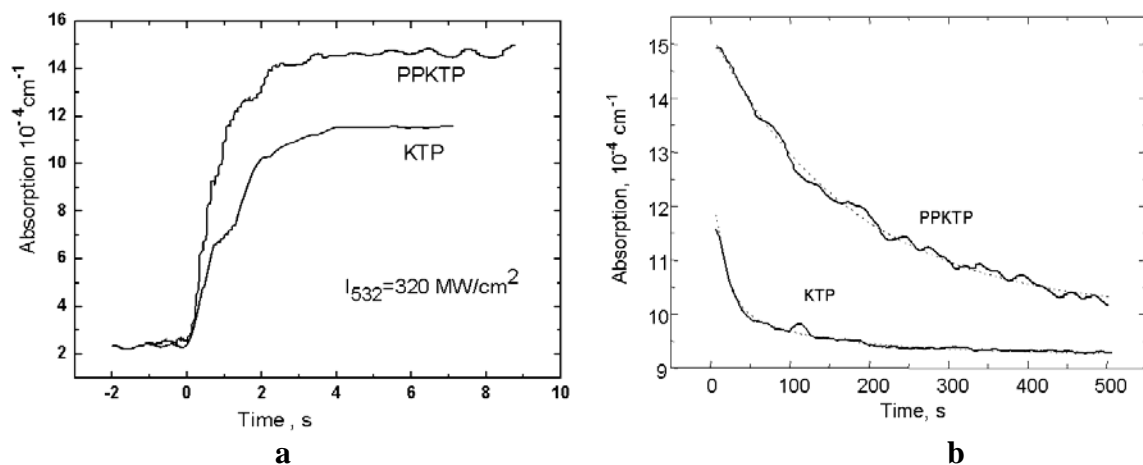 16
14
12
10
8
6
4
2
-2
0
2
4
6
8
10
Absorption 10⁻⁴cm⁻¹
Time , s
PPKTP
KTP
I₅₃₂=320 MW/cm²
a
15
14
13
12
11
10
9
0
100
200
300
400
500
Absorption, 10⁻⁴ cm⁻¹
Time, s
PPKTP
KTP
b